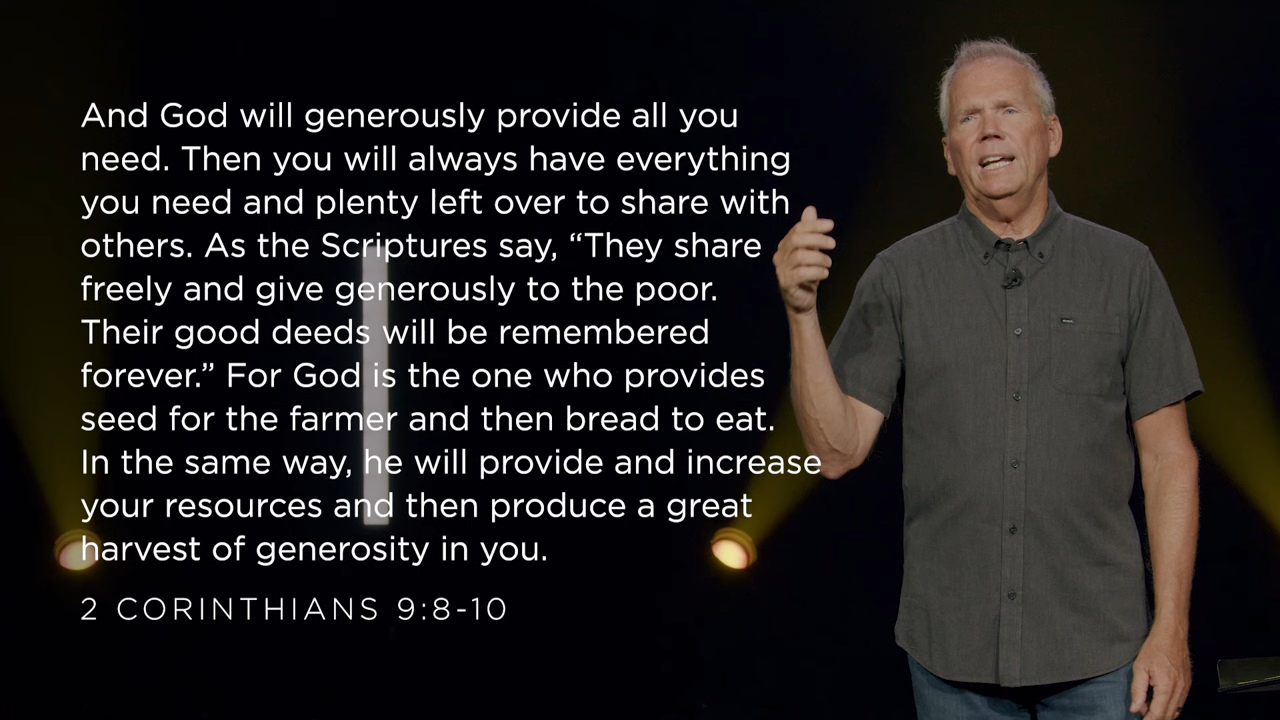 And God will generously provide all you
need. Then you will always have everything
you need and plenty left over to share with
others. As the Scriptures say, “They share
freely and give generously to the poor.
Their good deeds will be remembered
forever.” For God is the one who provides
seed for the farmer and then bread to eat.
In the same way, he will provide and increase
your resources and then produce a great
harvest of generosity in you.
2 CORINTHIANS 9:8-10